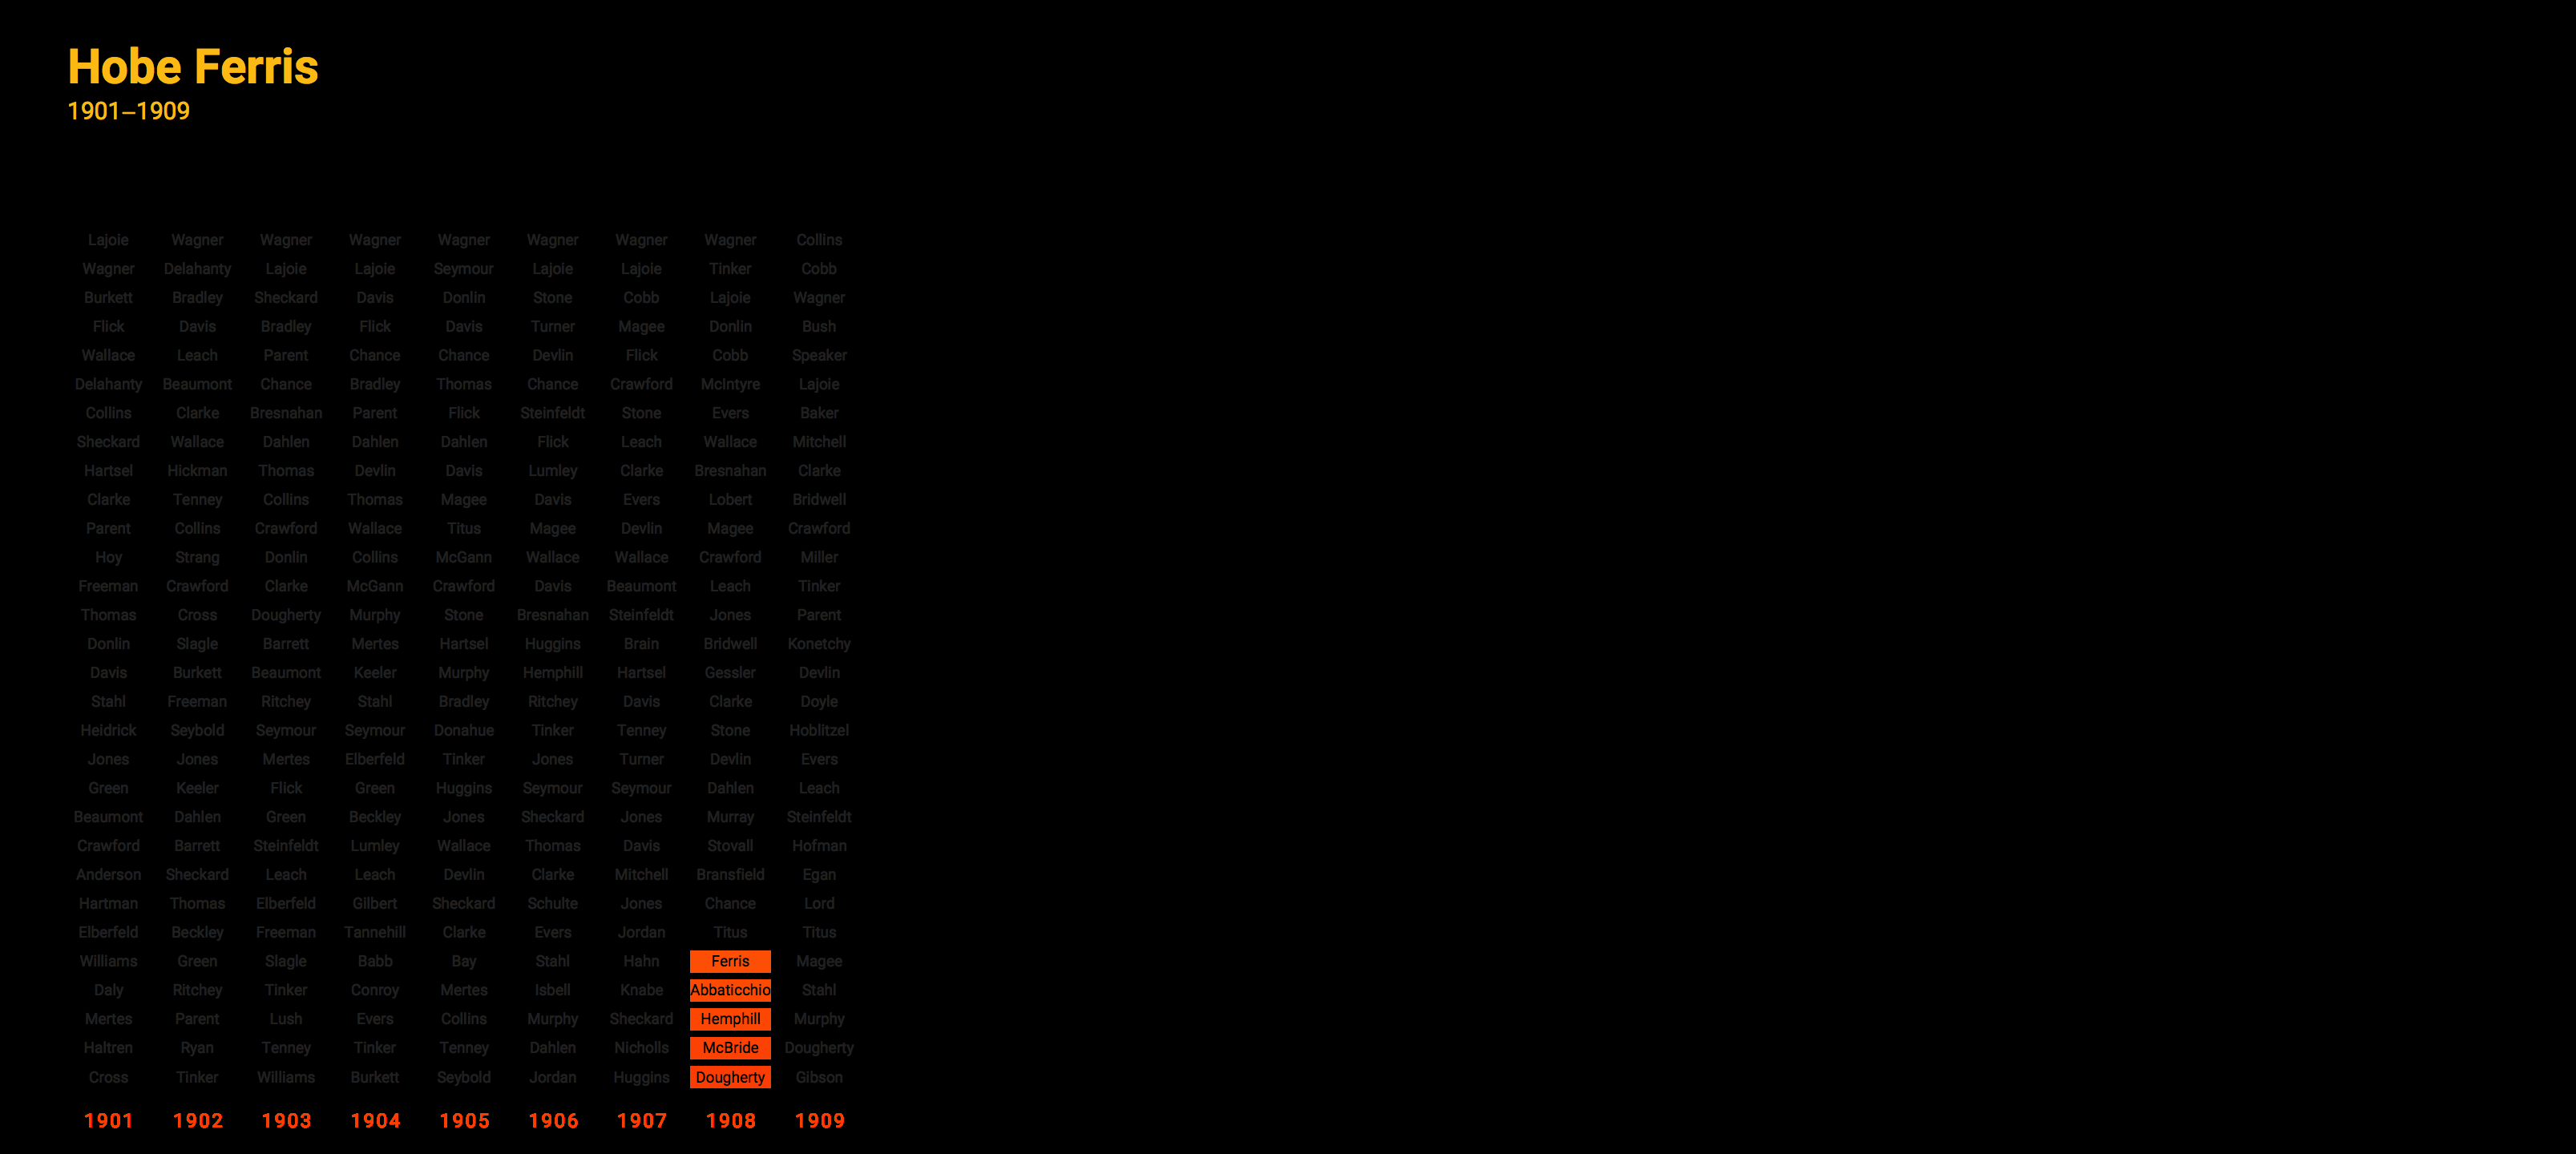 Hobe Ferris
1901–1909
Lajoie Wagner Wagner Wagner Wagner Wagner Wagner Wagner Collins
Wagner Delahanty Lajoie Lajoie Seymour Lajoie Lajoie Tinker Cobb
Burkett Bradley Sheckard Davis Donlin Stone Cobb Lajoie Wagner
Flick Davis Bradley Flick Davis Turner Magee Donlin Bush
Wallace Leach Parent Chance Chance Devlin Flick Cobb Speaker
Delahanty Beaumont Chance Bradley Thomas Chance Crawford McIntyre Lajoie
Collins Clarke Bresnahan Parent Flick Steinfeldt Stone Evers Baker
Sheckard Wallace Dahlen Dahlen Dahlen Flick Leach Wallace Mitchell
Hartsel Hickman Thomas Devlin Davis Lumley Clarke Bresnahan Clarke
Clarke Tenney Collins Thomas Magee Davis Evers Lobert Bridwell
Parent Collins Crawford Wallace Titus Magee Devlin Magee Crawford
Hoy Strang Donlin Collins McGann Wallace Wallace Crawford Miller
Freeman Crawford Clarke McGann Crawford Davis Beaumont Leach Tinker
Thomas Cross Dougherty Murphy Stone Bresnahan Steinfeldt Jones Parent
Donlin Slagle Barrett Mertes Hartsel Huggins Brain Bridwell Konetchy
Davis Burkett Beaumont Keeler Murphy Hemphill Hartsel Gessler Devlin
Stahl Freeman Ritchey Stahl Bradley Ritchey Davis Clarke Doyle
Heidrick Seybold Seymour Seymour Donahue Tinker Tenney Stone Hoblitzel
Jones Jones Mertes Elberfeld Tinker Jones Turner Devlin Evers
Green Keeler Flick Green Huggins Seymour Seymour Dahlen Leach
Beaumont Dahlen Green Beckley Jones Sheckard Jones Murray Steinfeldt
Crawford Barrett Steinfeldt Lumley Wallace Thomas Davis Stovall Hofman
Anderson Sheckard Leach Leach Devlin Clarke Mitchell Bransfield Egan
Hartman Thomas Elberfeld Gilbert Sheckard Schulte Jones Chance Lord
Elberfeld Beckley Freeman Tannehill Clarke Evers Jordan Titus Titus
Williams Green Slagle Babb Bay Stahl Hahn Ferris Magee
Daly Ritchey Tinker Conroy Mertes Isbell Knabe Abbaticchio Stahl
Mertes Parent Lush Evers Collins Murphy Sheckard Hemphill Murphy
Haltren Ryan Tenney Tinker Tenney Dahlen Nicholls McBride Dougherty
Cross Tinker Williams Burkett Seybold Jordan Huggins Dougherty Gibson
1901 1902 1903 1904 1905 1906 1907 1908 1909